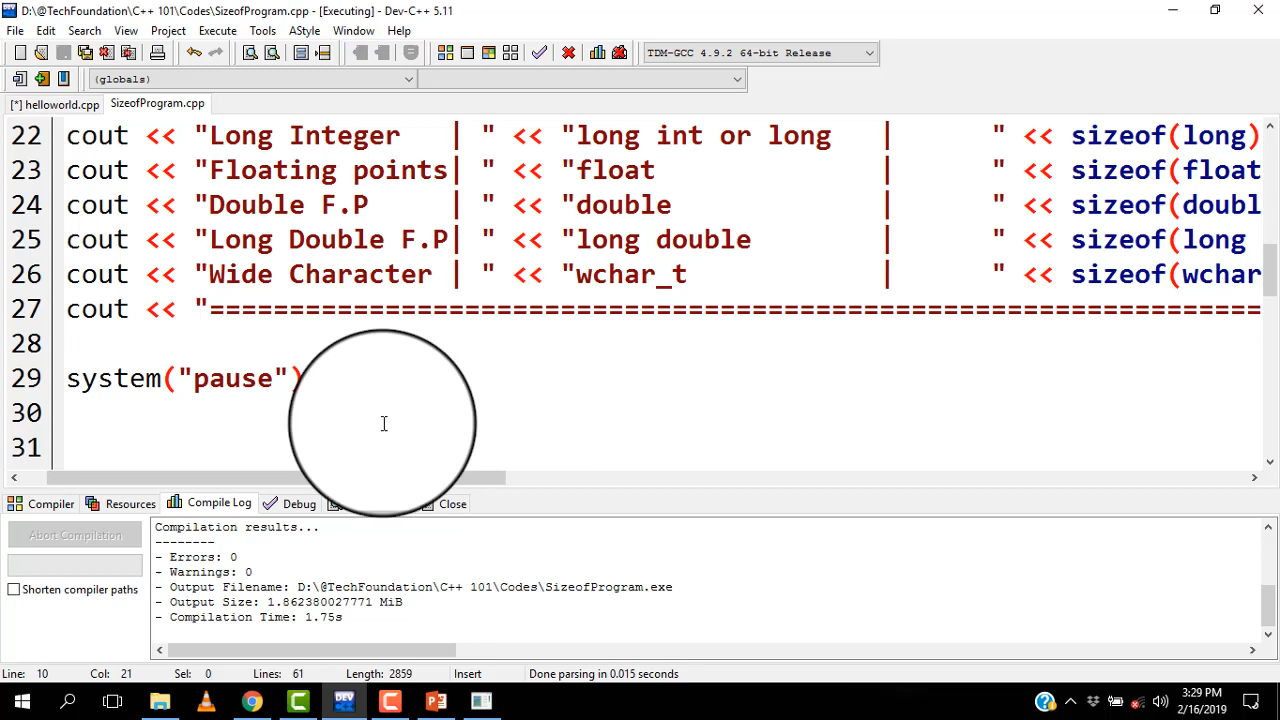 D:\@TechFoundation\C++ 101\Codes\SizeofProgram.cpp - [Executing] - Dev-C++ 5.11
File Edit Search View Project Execute Tools AStyle Window Help
TDM-GCC 4.9.2 64-bit Release
(globals)
[*] helloworld.cpp SizeofProgram.cpp
22 cout << "Long Integer | " << "long int or long | " << sizeof(long)
23 cout << "Floating points| " << "float | " << sizeof(float
24 cout << "Double F.P | " << "double | " << sizeof(doubl
25 cout << "Long Double F.P| " << "long double | " << sizeof(long
26 cout << "Wide Character | " << "wchar_t | " << sizeof(wchar
27 cout << "==================================================================
28
29 system("pause")
30
31
Compiler Resources Compile Log Debug Close
Abort Compilation
Shorten compiler paths
Compilation results...
--------
- Errors: 0
- Warnings: 0
- Output Filename: D:\@TechFoundation\C++ 101\Codes\SizeofProgram.exe
- Output Size: 1.862380027771 MiB
- Compilation Time: 1.75s
Line: 10 Col: 21 Sel: 0 Lines: 61 Length: 2859 Insert Done parsing in 0.015 seconds
3:29 PM
2/16/2019